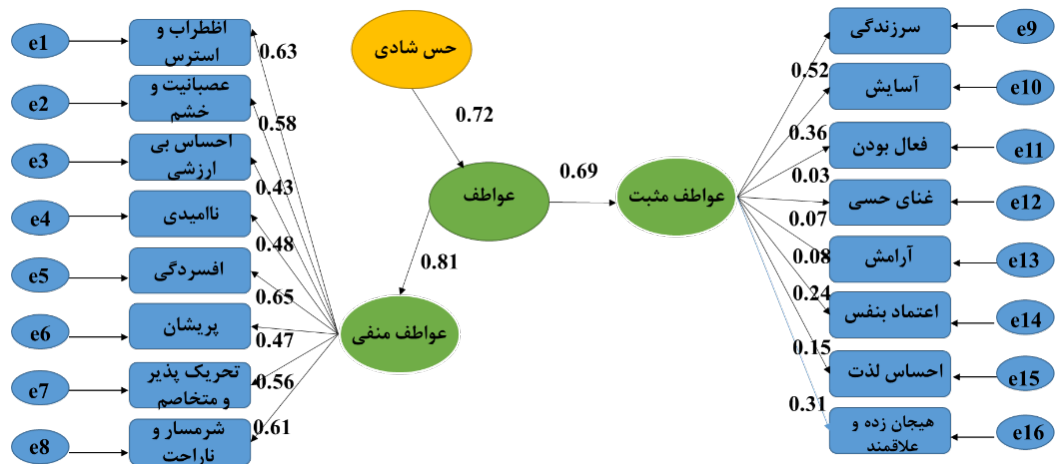 e1
اظطراب و
استرس
0.63
e2
عصبانیت و
خشم
0.58
e3
احساس بی
ارزشی
0.43
e4
ناامیدی
0.48
e5
افسردگی
0.65
e6
پریشان
0.47
e7
تحریک پذیر
و متخاصم
0.56
e8
شرمسار و
ناراحت
0.61
حس شادی
0.72
عواطف
0.69
0.81
عواطف مثبت
عواطف منفی
سرزندگی
e9
0.52
آسایش
e10
0.36
فعال بودن
e11
0.03
غنای حسی
e12
0.07
آرامش
e13
0.08
اعتماد بنفس
e14
0.24
احساس لذت
e15
0.15
هیجان زده و
علاقمند
e16
0.31